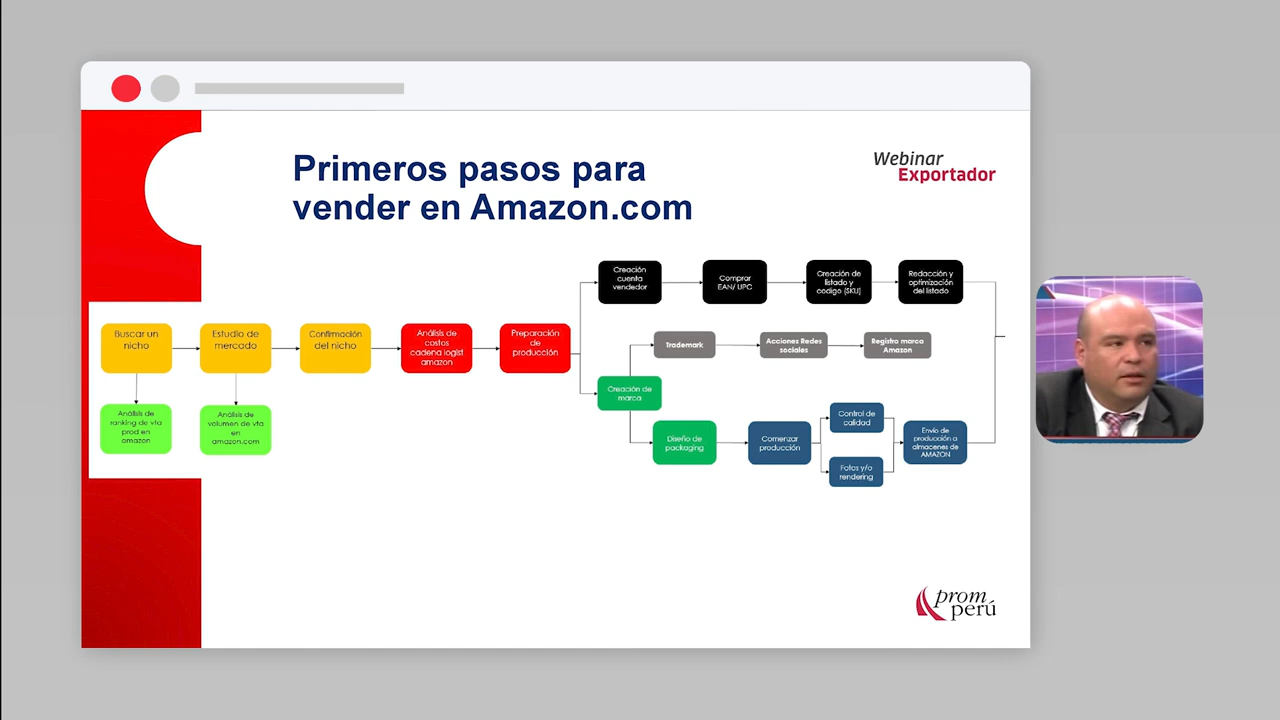 Primeros pasos para
vender en Amazon.com
Webinar
Exportador
Buscar un
nicho
Estudio de
mercado
Confirmación
del nicho
Análisis de
costos
cadena logist
amazon
Preparación
de
producción
Análisis de
ranking de vta
prod en
amazon
Análisis de
volumen de vta
en
amazon.com
Creación
cuenta
vendedor
Comprar
EAN/ UPC
Creación de
listado y
codigo (SKU)
Redacción y
optimización
del listado
Trademark
Acciones Redes
sociales
Registro marca
Amazon
Creación de
marca
Diseño de
packaging
Comenzar
producción
Control de
calidad
Fotos y/o
rendering
Envio de
producción a
almacenes de
AMAZON
prom
perú